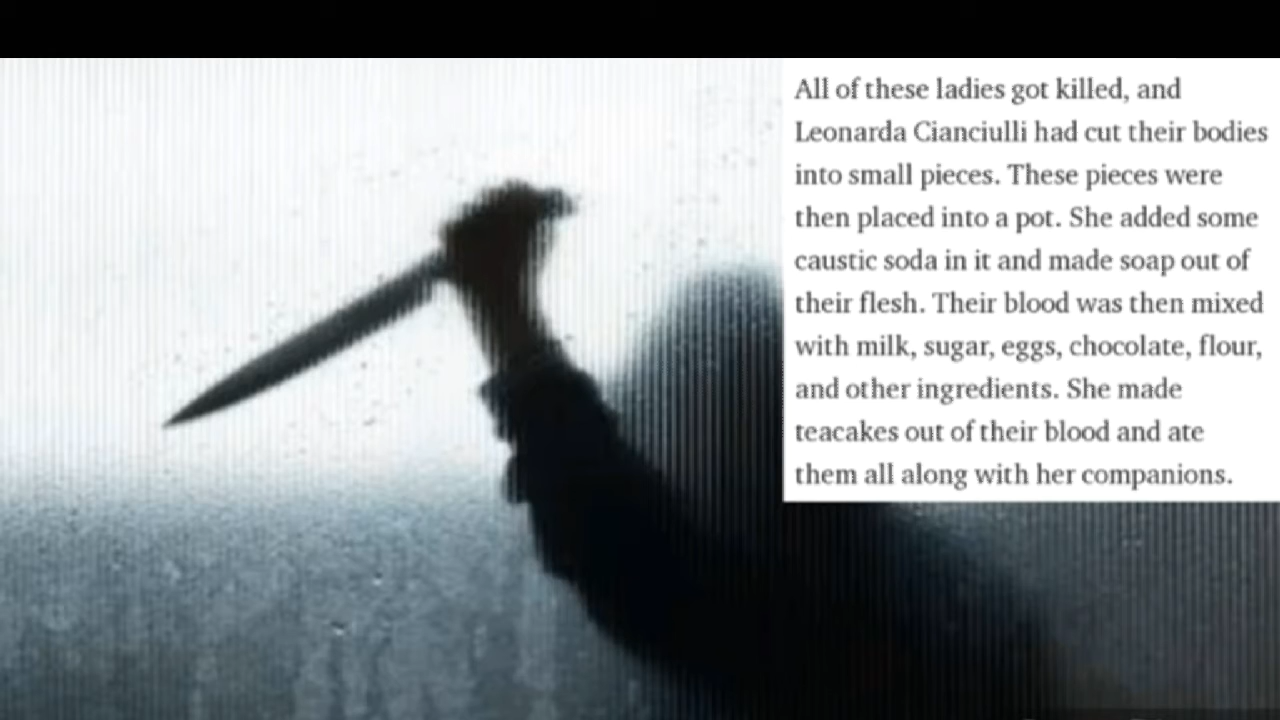 All of these ladies got killed, and
Leonarda Cianciulli had cut their bodies
into small pieces. These pieces were
then placed into a pot. She added some
caustic soda in it and made soap out of
their flesh. Their blood was then mixed
with milk, sugar, eggs, chocolate, flour,
and other ingredients. She made
teacakes out of their blood and ate
them all along with her companions.